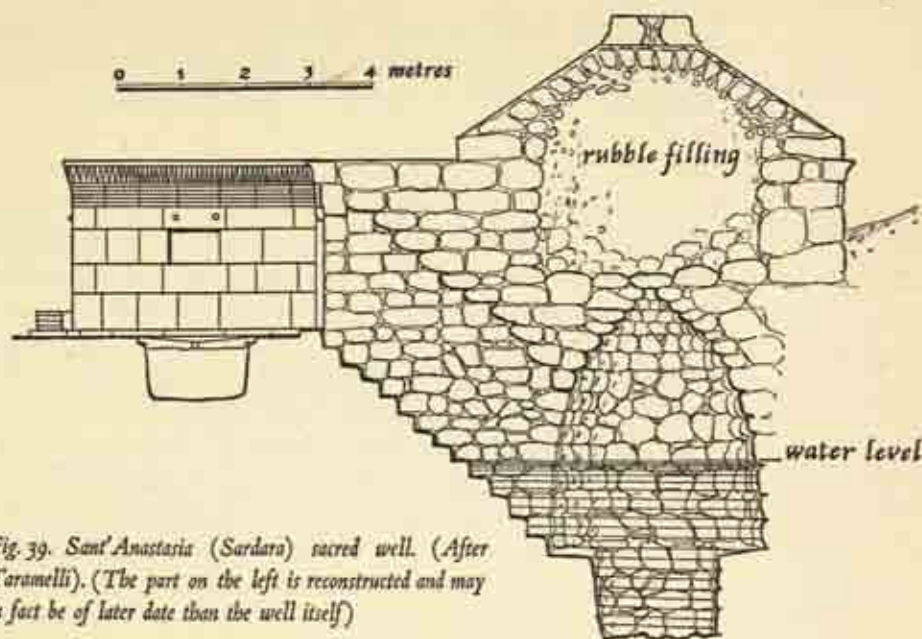 0 1 2 3 4 metres
rubble filling
water level
Fig. 39. Sant'Anastasia (Sardara) sacred well. (After
Taramelli). (The part on the left is reconstructed and may
in fact be of later date than the well itself)